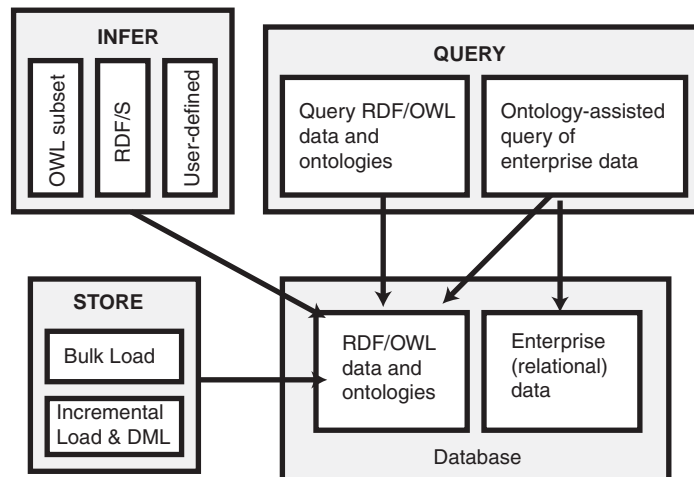 INFER
OWL subset
RDF/S
User-defined
QUERY
Query RDF/OWL
data and
ontologies
Ontology-assisted
query of
enterprise data
STORE
Bulk Load
Incremental
Load & DML
RDF/OWL
data and
ontologies
Enterprise
(relational)
data
Database